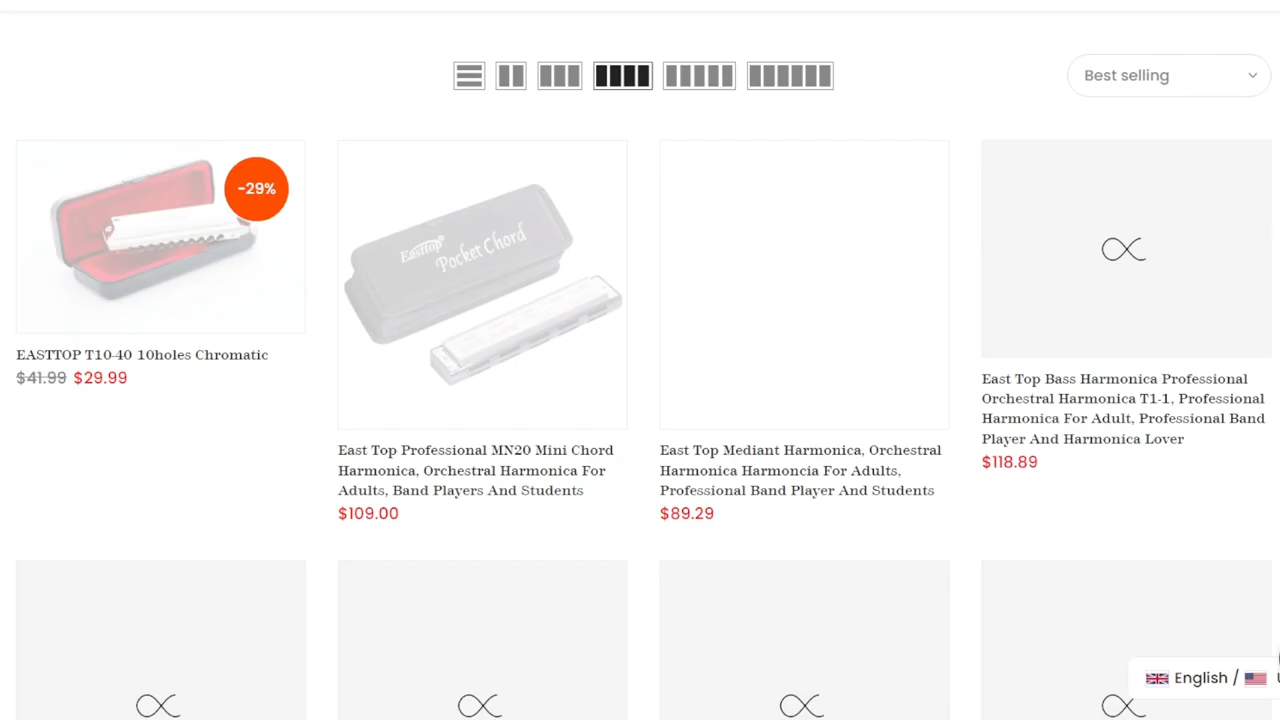 Best selling
-29%
Easttop
Pocket Chord
EASTTOP T10-40 10holes Chromatic
$41.99 $29.99
East Top Professional MN20 Mini Chord
Harmonica, Orchestral Harmonica For
Adults, Band Players And Students
$109.00
East Top Mediant Harmonica, Orchestral
Harmonica Harmoncia For Adults,
Professional Band Player And Students
$89.29
East Top Bass Harmonica Professional
Orchestral Harmonica T1-1, Professional
Harmonica For Adult, Professional Band
Player And Harmonica Lover
$118.89
English /